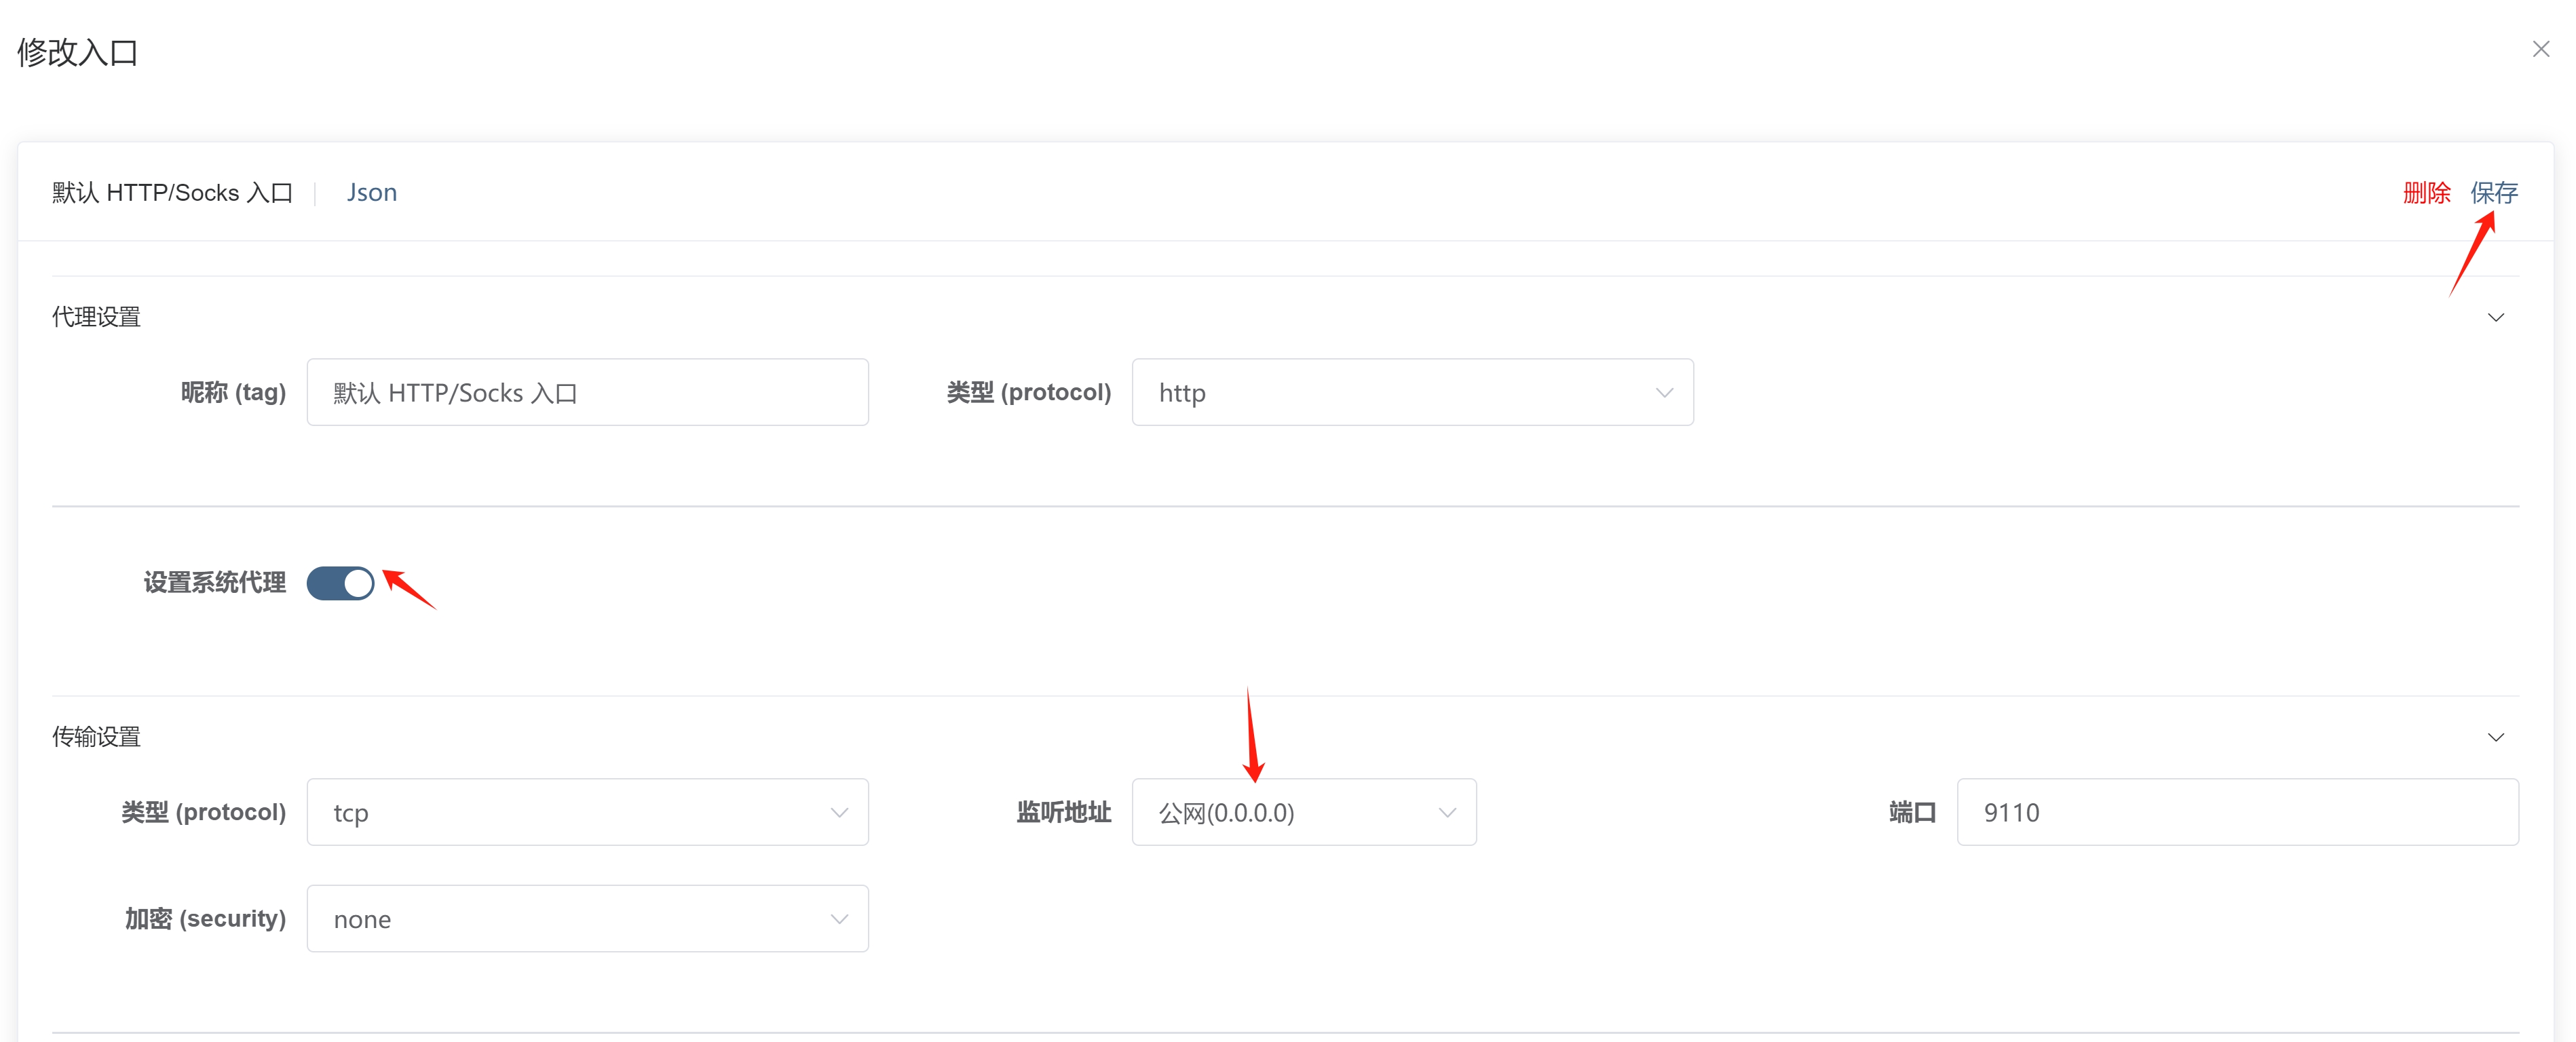 修改入口
默认 HTTP/Socks 入口 Json 删除 保存
代理设置
昵称 (tag) 默认 HTTP/Socks 入口 类型 (protocol) http
设置系统代理
传输设置
类型 (protocol) tcp 监听地址 公网(0.0.0.0) 端口 9110
加密 (security) none